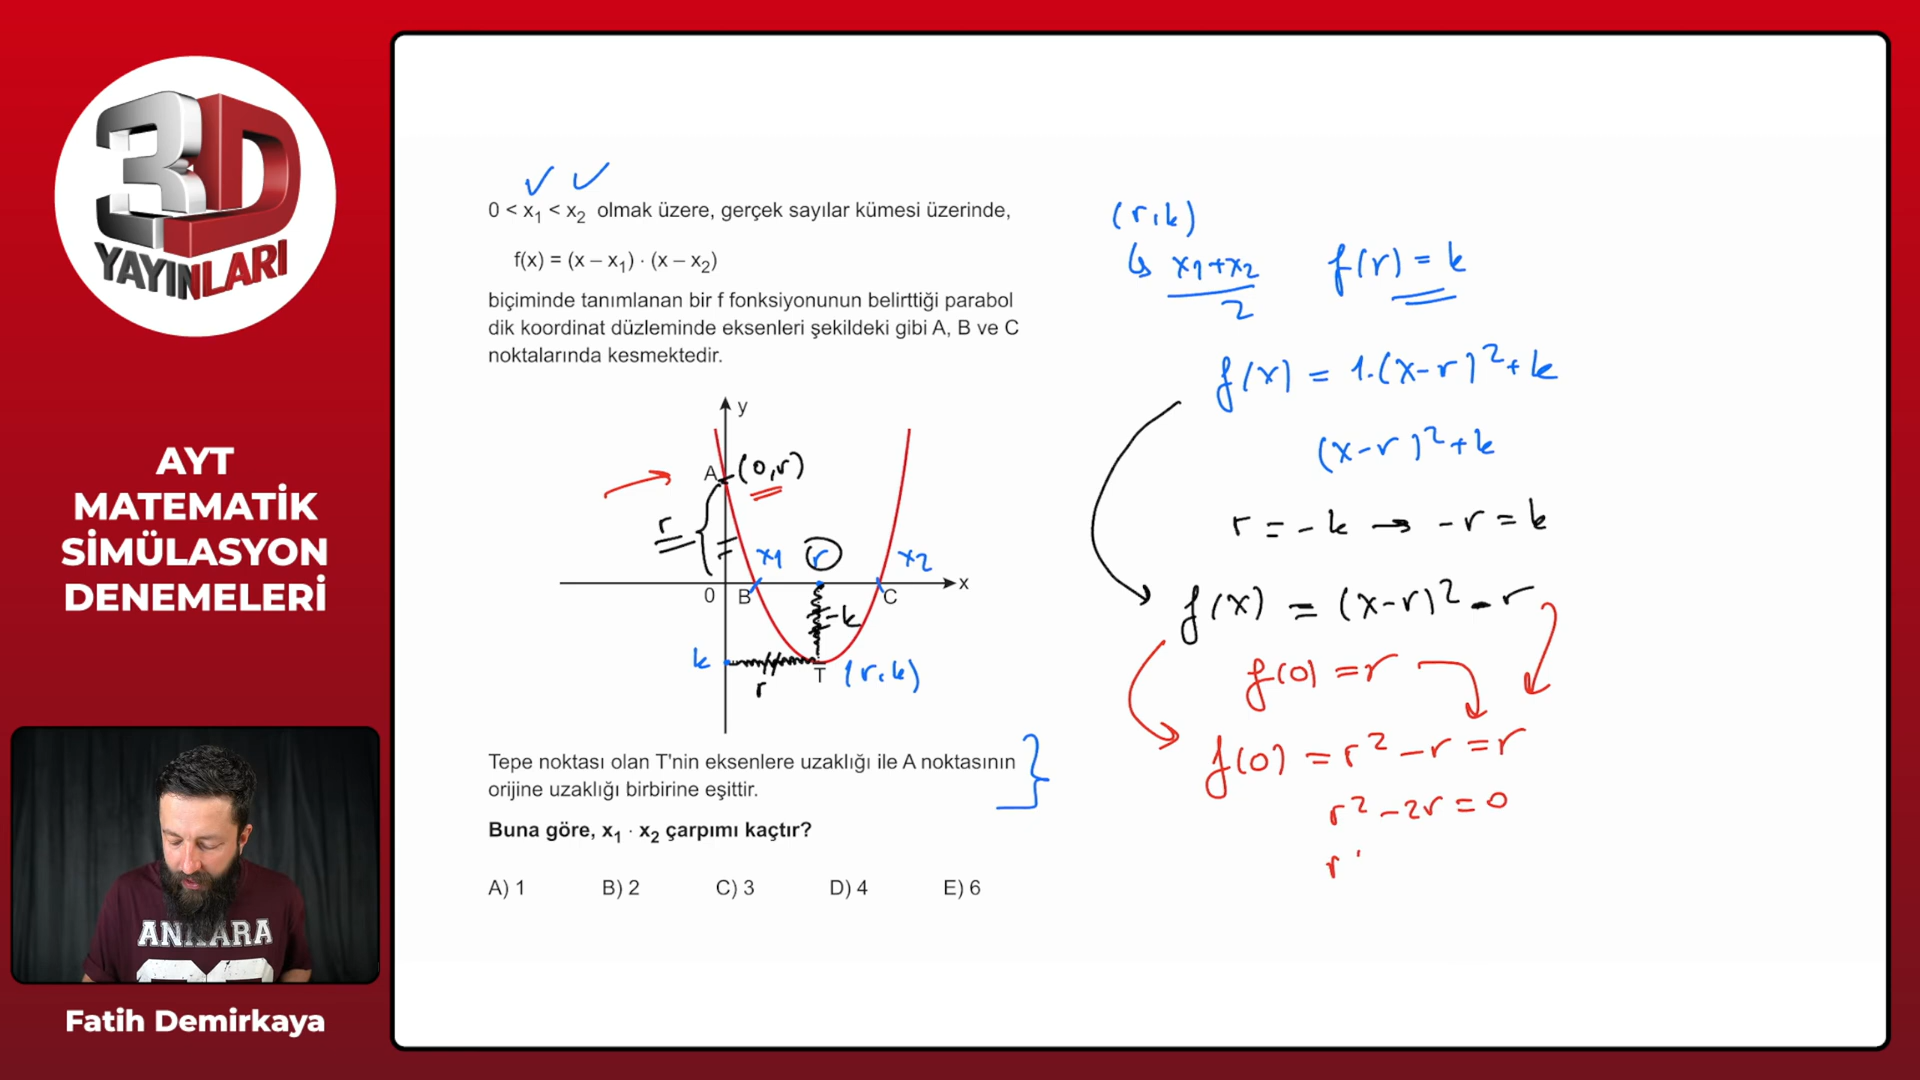 3D
YAYINLARI
AYT
MATEMATİK
SİMÜLASYON
DENEMELERİ
ANKARA
Fatih Demirkaya
0 < x₁ < x₂ olmak üzere, gerçek sayılar kümesi üzerinde,
f(x) = (x – x₁) · (x – x₂)
biçiminde tanımlanan bir f fonksiyonunun belirttiği parabol
dik koordinat düzleminde eksenleri şekildeki gibi A, B ve C
noktalarında kesmektedir.
y
A (0,r)
r
x1 r x2
x
0 B C
-k
k
T (r,k)
r
Tepe noktası olan T'nin eksenlere uzaklığı ile A noktasının
orijine uzaklığı birbirine eşittir.
Buna göre, x₁ · x₂ çarpımı kaçtır?
A) 1 B) 2 C) 3 D) 4 E) 6
(r,k)
x1+x2 / 2 f(r) = k
f(x) = 1.(x-r)²+k
(x-r)²+k
r = -k → -r = k
f(x) = (x-r)² - r
f(0) = r
f(0) = r² - r = r
r² - 2r = 0
r